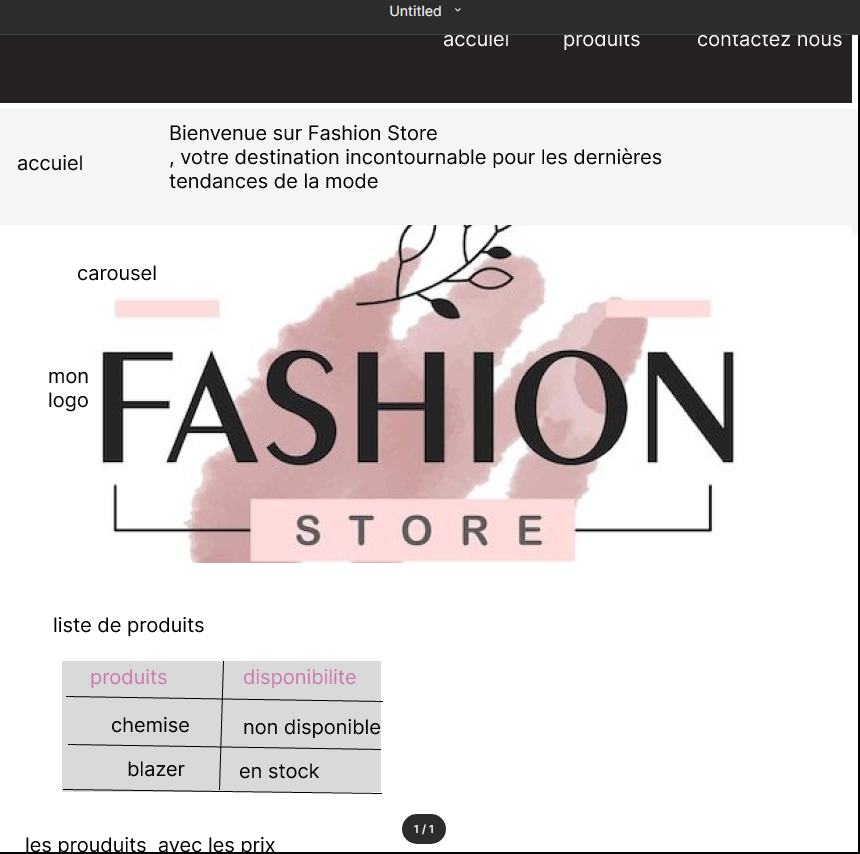 Untitled
accuiel produits contactez nous
Bienvenue sur Fashion Store
, votre destination incontournable pour les dernières
accuiel
tendances de la mode
carousel
mon
logo
FASHION
STORE
liste de produits
produits disponibilite
chemise non disponible
blazer en stock
1 / 1
les prouduits avec les prix